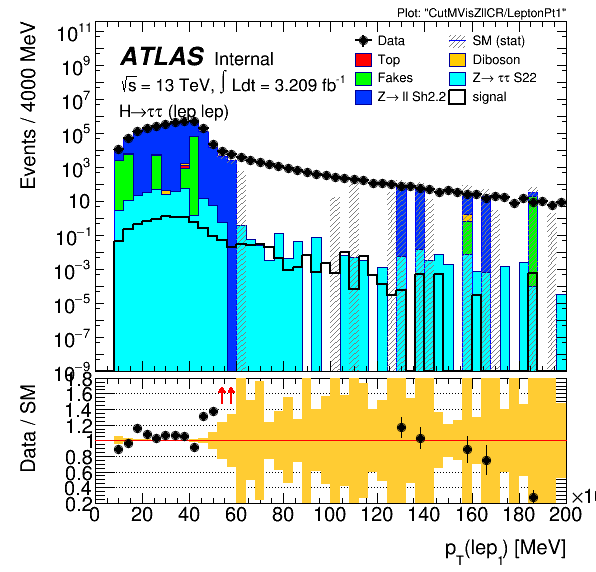 Plot: "CutMVisZllCR/LeptonPt1"
ATLAS Internal
√s = 13 TeV, ∫ Ldt = 3.209 fb⁻¹
H→ττ (lep lep)
Data
SM (stat)
Top
Diboson
Fakes
Z→ ττ S22
Z→ ll Sh2.2
signal
Events / 4000 MeV
10¹¹
10⁹
10⁷
10⁵
10³
10
10⁻¹
10⁻³
10⁻⁵
10⁻⁷
10⁻⁹
Data / SM
1.8
1.6
1.4
1.2
1
0.8
0.6
0.4
0.2
0 20 40 60 80 100 120 140 160 180 200
×10
p_T(lep₁) [MeV]